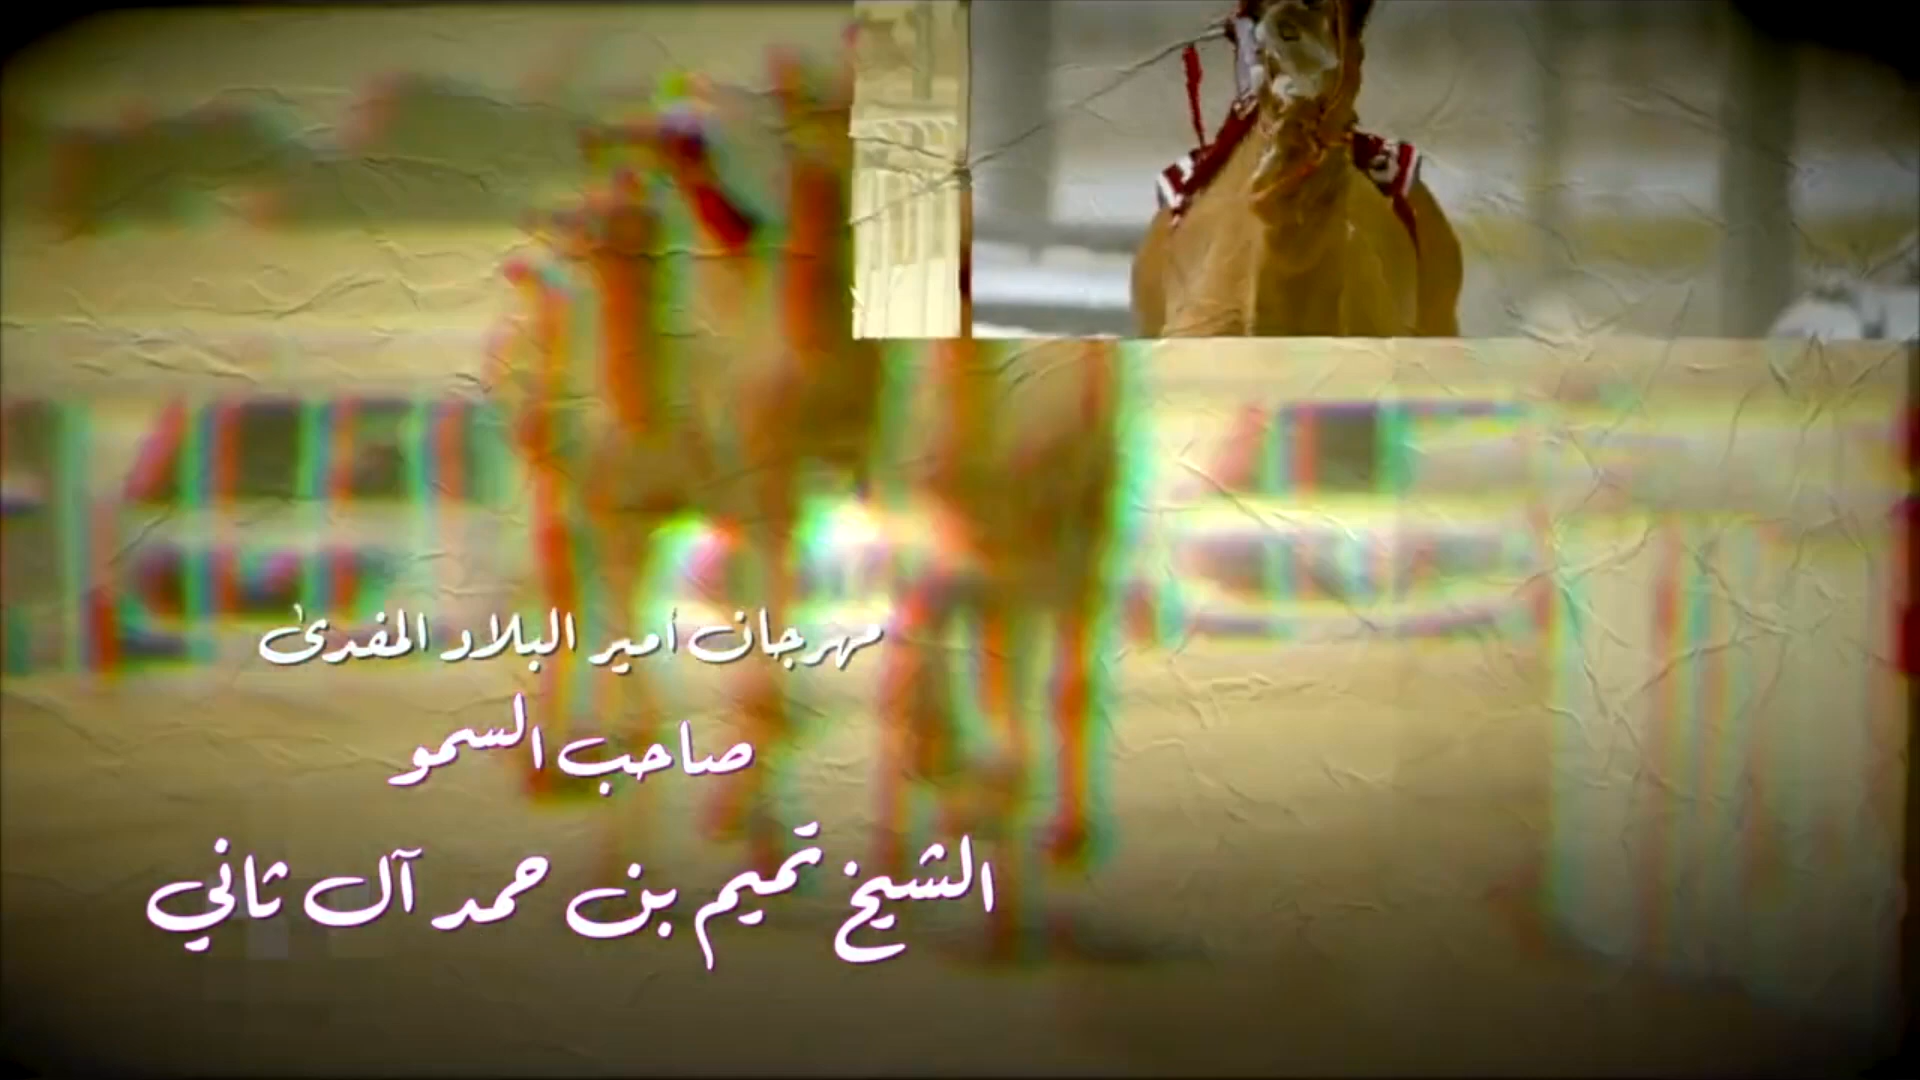 مهرجان أمير البلاد المفدى
صاحب السمو
الشيخ تميم بن حمد آل ثاني